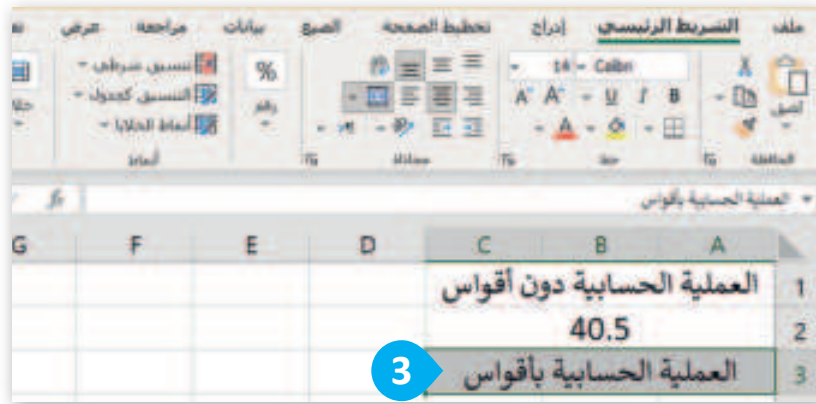 ملف الشريط الرئيسي إدراج تخطيط الصفحة الصيغ بيانات مراجعة عرض
لصق
14 Calibri
B I U
A A
A
%
رقم
تنسيق شرطي
التنسيق كجدول
أنماط الخلايا
الحافظة خط محاذاة أنماط
العملية الحسابية بأقواس fx
A B C D E F G
1 العملية الحسابية دون أقواس
2 40.5
3 العملية الحسابية بأقواس
3